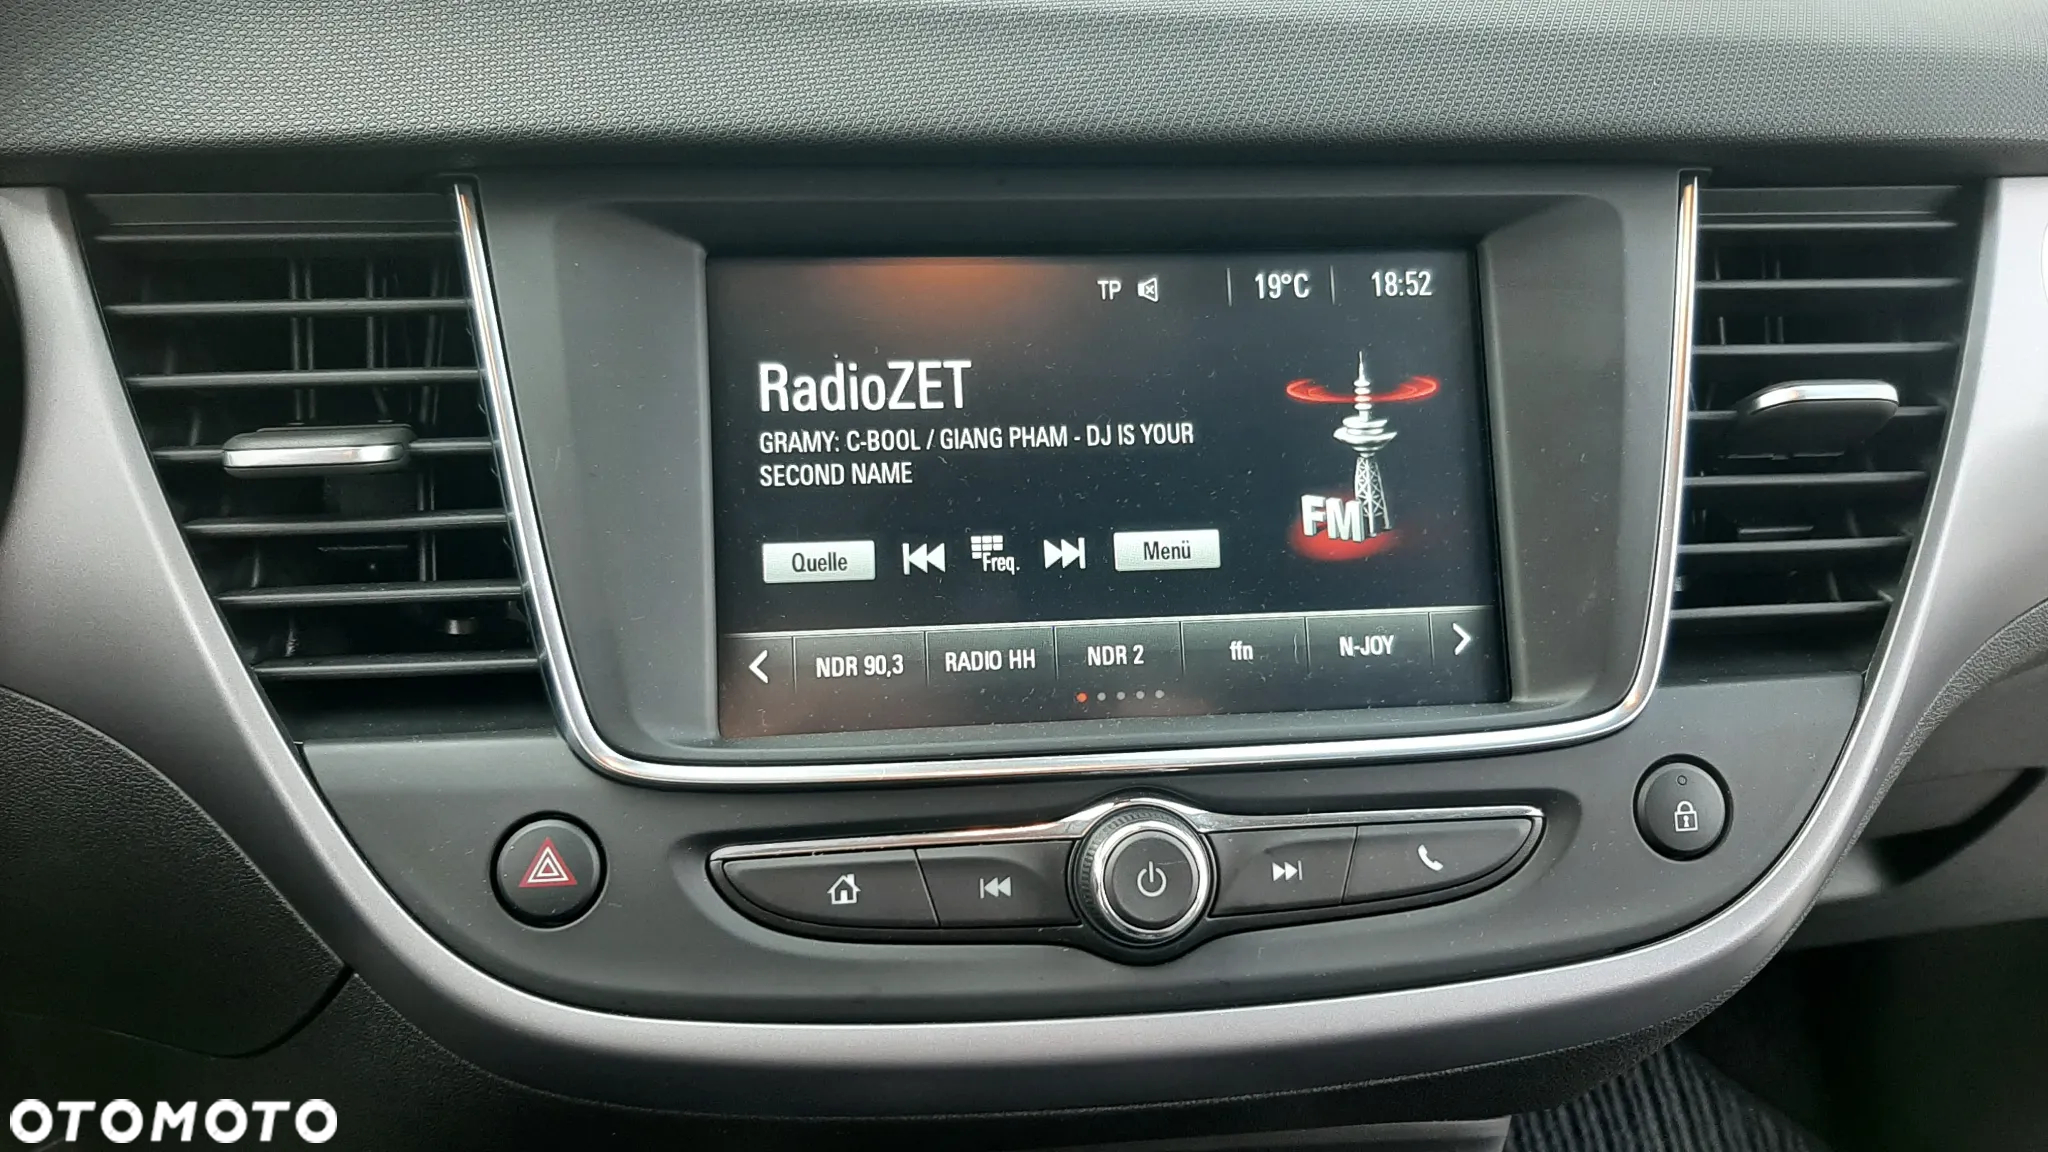 TP 19°C 18:52
RadioZET
GRAMY: C-BOOL / GIANG PHAM - DJ IS YOUR
SECOND NAME
FM
Quelle Freq. Menü
NDR 90,3 RADIO HH NDR 2 ffn N-JOY
OTOMOTO